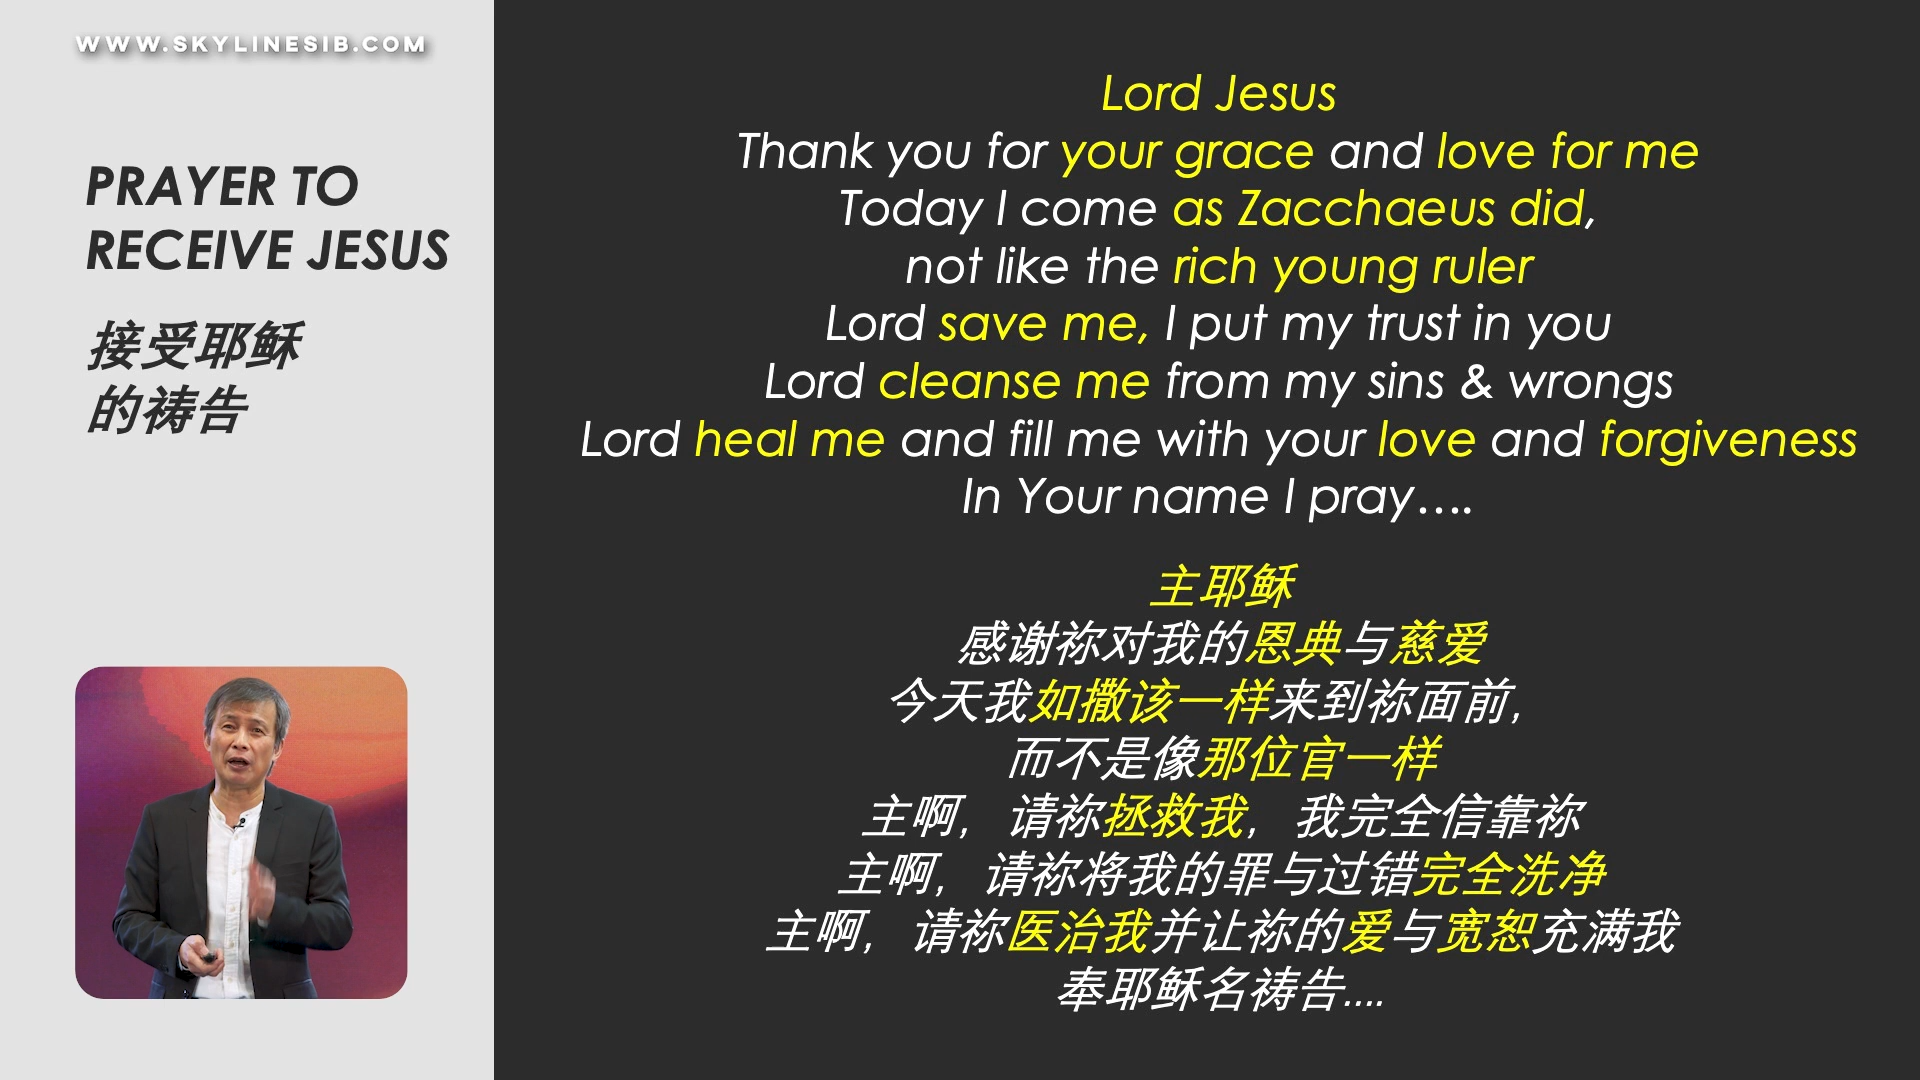 WWW.SKYLINESIB.COM
PRAYER TO
RECEIVE JESUS
接受耶稣
的祷告
Lord Jesus
Thank you for your grace and love for me
Today I come as Zacchaeus did,
not like the rich young ruler
Lord save me, I put my trust in you
Lord cleanse me from my sins & wrongs
Lord heal me and fill me with your love and forgiveness
In Your name I pray….
主耶稣
感谢祢对我的恩典与慈爱
今天我如撒该一样来到祢面前,
而不是像那位官一样
主啊，请祢拯救我，我完全信靠祢
主啊，请祢将我的罪与过错完全洗净
主啊，请祢医治我并让祢的爱与宽恕充满我
奉耶稣名祷告....